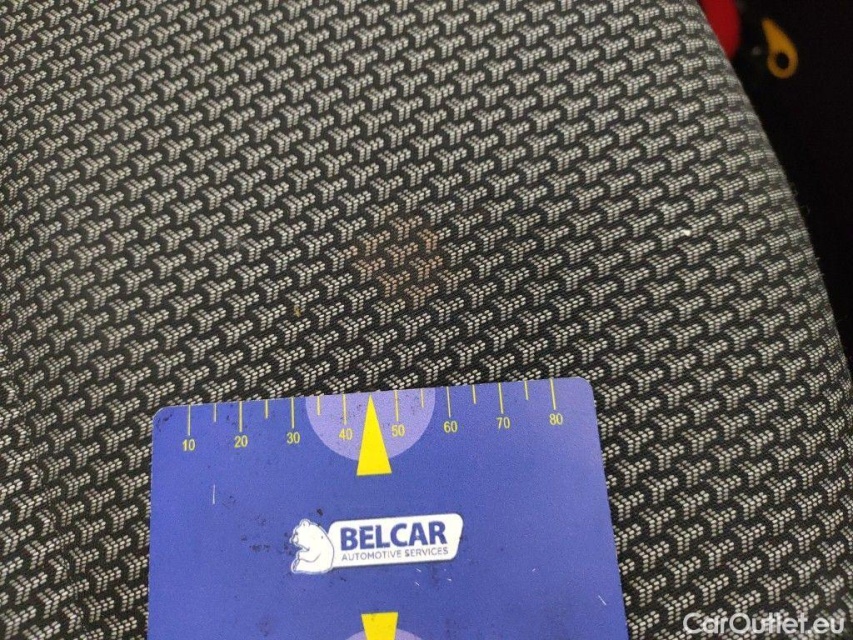 10 20 30 40 50 60 70 80
BELCAR
AUTOMOTIVE SERVICES
CarOutlet.eu